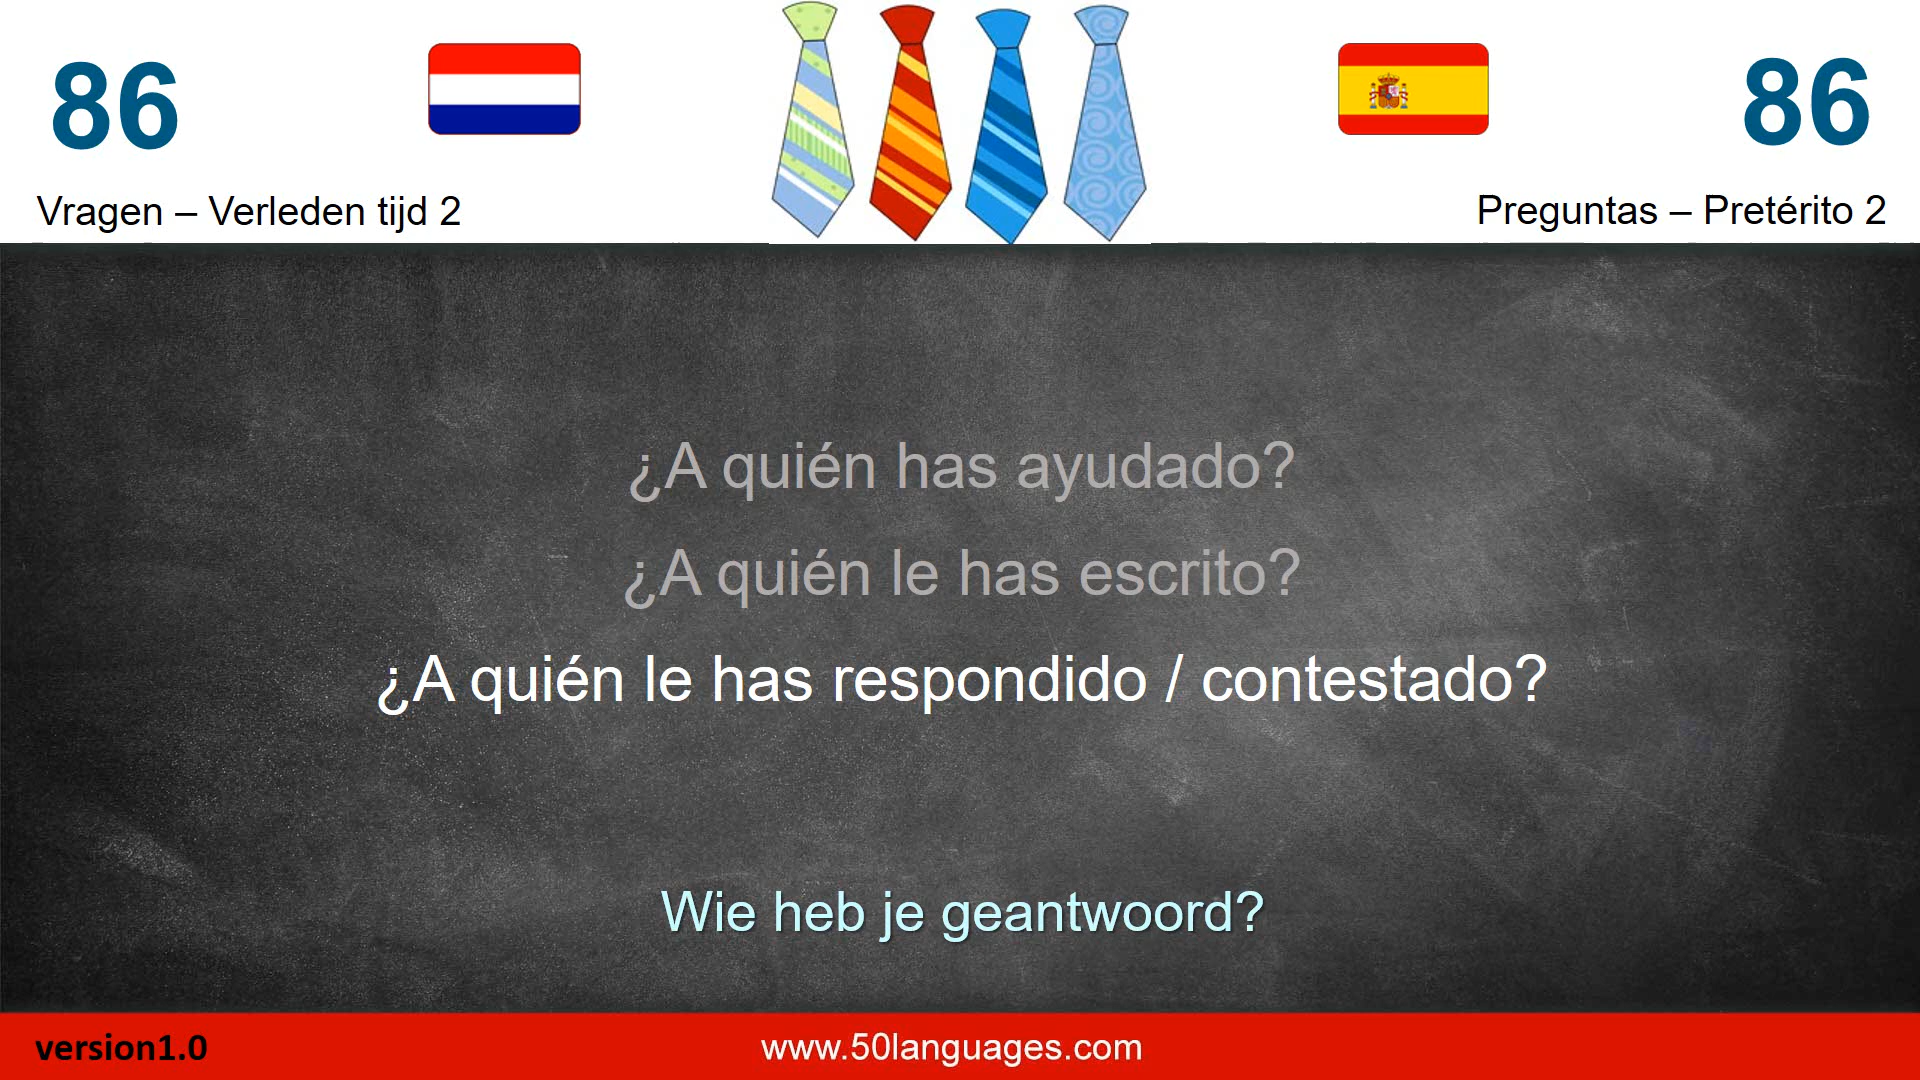 86
86
Vragen – Verleden tijd 2
Preguntas – Pretérito 2
¿A quién has ayudado?
¿A quién le has escrito?
¿A quién le has respondido / contestado?
Wie heb je geantwoord?
version1.0
www.50languages.com